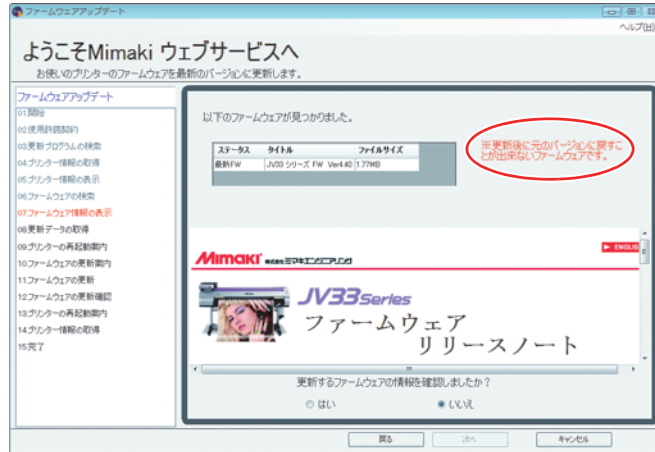 ファームウェアアップデート
ヘルプ(H)
ようこそMimaki ウェブサービスへ
お使いのプリンターのファームウェアを最新のバージョンに更新します。
ファームウェアアップデート
01.開始
02.使用許諾契約
03.更新プログラムの検索
04.プリンター情報の取得
05.プリンター情報の表示
06.ファームウェアの検索
07.ファームウェア情報の表示
08.更新データの取得
09.プリンターの再起動案内
10.ファームウェアの更新案内
11.ファームウェアの更新
12.ファームウェアの更新確認
13.プリンターの再起動案内
14.プリンター情報の取得
15.完了
以下のファームウェアが見つかりました。
ステータス タイトル ファイルサイズ
最新FW JV33 シリーズ FW Ver4.40 1.77MB
※更新後に元のバージョンに戻すこ
とが出来ないファームウェアです。
ENGLIS
Mimaki 株式会社ミマキエンジニアリング
JV33Series
ファームウェア
リリースノート
更新するファームウェアの情報を確認しましたか？
はい いいえ
戻る 次へ キャンセル